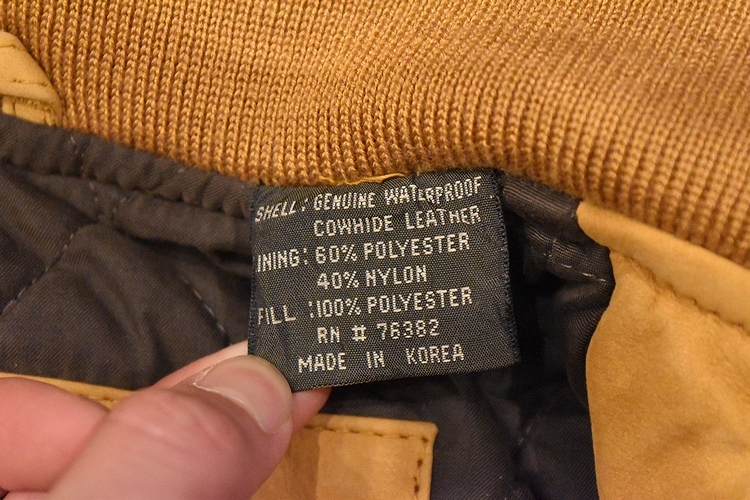 SHELL: GENUINE WATERPROOF
COWHIDE LEATHER
INING: 60% POLYESTER
40% NYLON
FILL :100% POLYESTER
RN # 76382
MADE IN KOREA